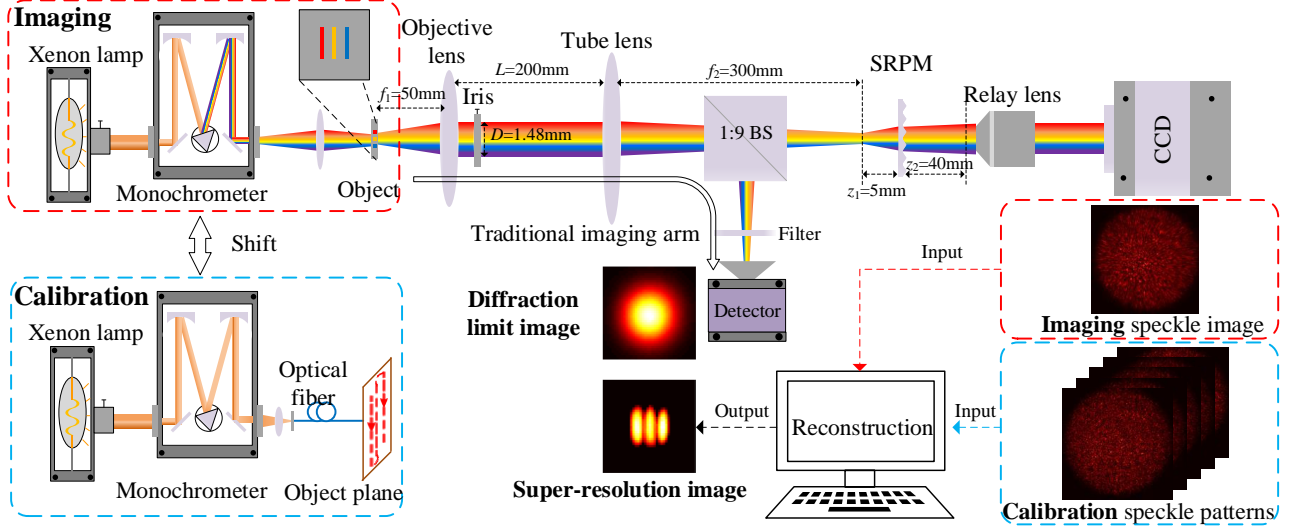 Imaging
Xenon lamp
Monochrometer
Object
Objective
lens
f1=50mm
Iris
D=1.48mm
L=200mm
Tube lens
f2=300mm
1:9 BS
SRPM
z1=5mm
z2=40mm
Relay lens
CCD
Traditional imaging arm
Filter
Detector
Shift
Calibration
Xenon lamp
Monochrometer
Optical
fiber
Object plane
Diffraction
limit image
Super-resolution image
Output
Reconstruction
Input
Imaging speckle image
Input
Calibration speckle patterns